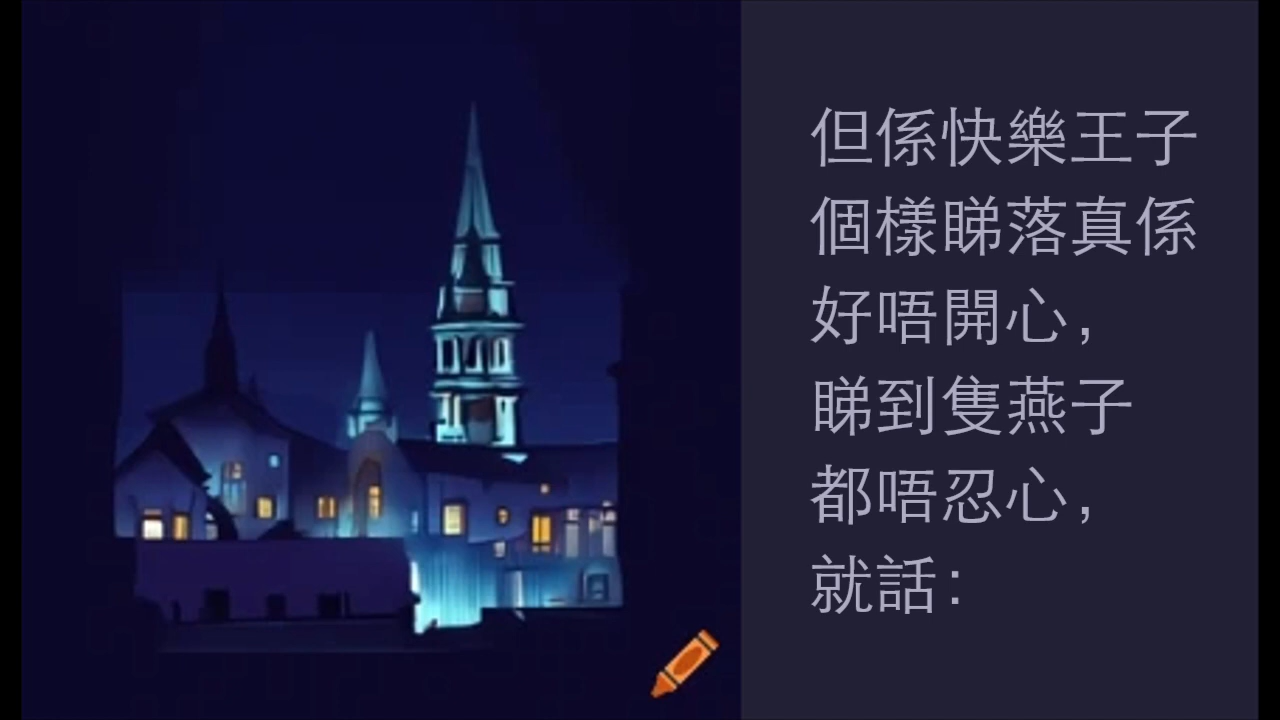 但係快樂王子
個樣睇落真係
好唔開心，
睇到隻燕子
都唔忍心，
就話：